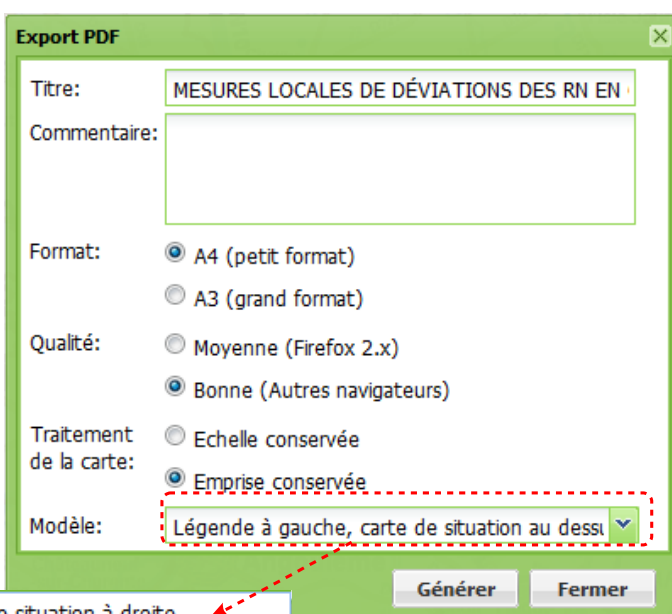 Export PDF
Titre: MESURES LOCALES DE DÉVIATIONS DES RN EN
Commentaire:
Format: A4 (petit format)
A3 (grand format)
Qualité: Moyenne (Firefox 2.x)
Bonne (Autres navigateurs)
Traitement Echelle conservée
de la carte: Emprise conservée
Modèle: Légende à gauche, carte de situation au
Générer Fermer
situation à droite